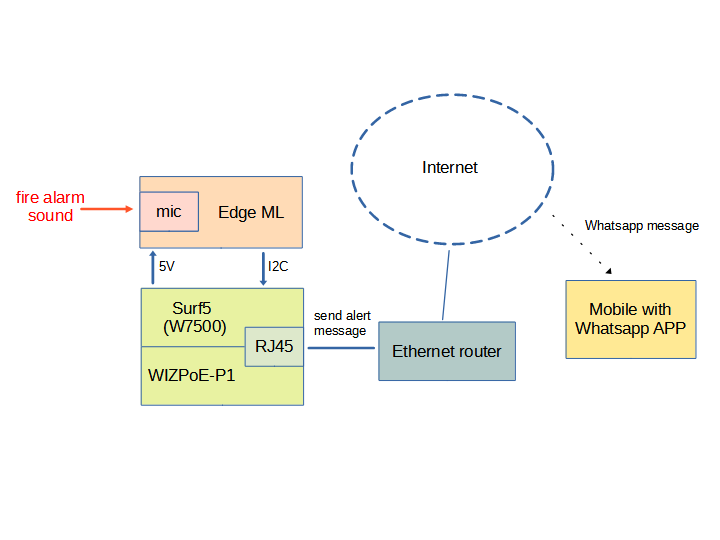 Internet
fire alarm
sound
mic
Edge ML
Whatsapp message
5V
I2C
Surf5
(W7500)
RJ45
WIZPoE-P1
send alert
message
Ethernet router
Mobile with
Whatsapp APP